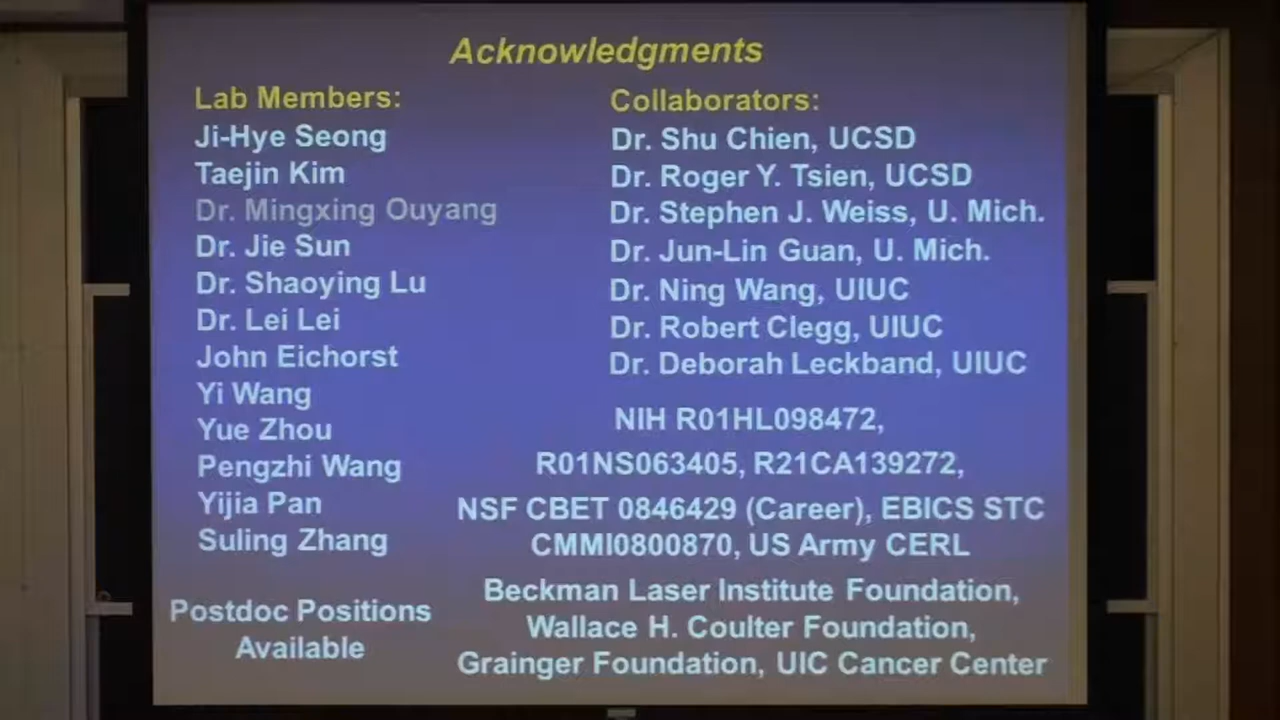 Acknowledgments
Lab Members:
Ji-Hye Seong
Taejin Kim
Dr. Mingxing Ouyang
Dr. Jie Sun
Dr. Shaoying Lu
Dr. Lei Lei
John Eichorst
Yi Wang
Yue Zhou
Pengzhi Wang
Yijia Pan
Suling Zhang
Postdoc Positions
Available
Collaborators:
Dr. Shu Chien, UCSD
Dr. Roger Y. Tsien, UCSD
Dr. Stephen J. Weiss, U. Mich.
Dr. Jun-Lin Guan, U. Mich.
Dr. Ning Wang, UIUC
Dr. Robert Clegg, UIUC
Dr. Deborah Leckband, UIUC
NIH R01HL098472,
R01NS063405, R21CA139272,
NSF CBET 0846429 (Career), EBICS STC
CMMI0800870, US Army CERL
Beckman Laser Institute Foundation,
Wallace H. Coulter Foundation,
Grainger Foundation, UIC Cancer Center